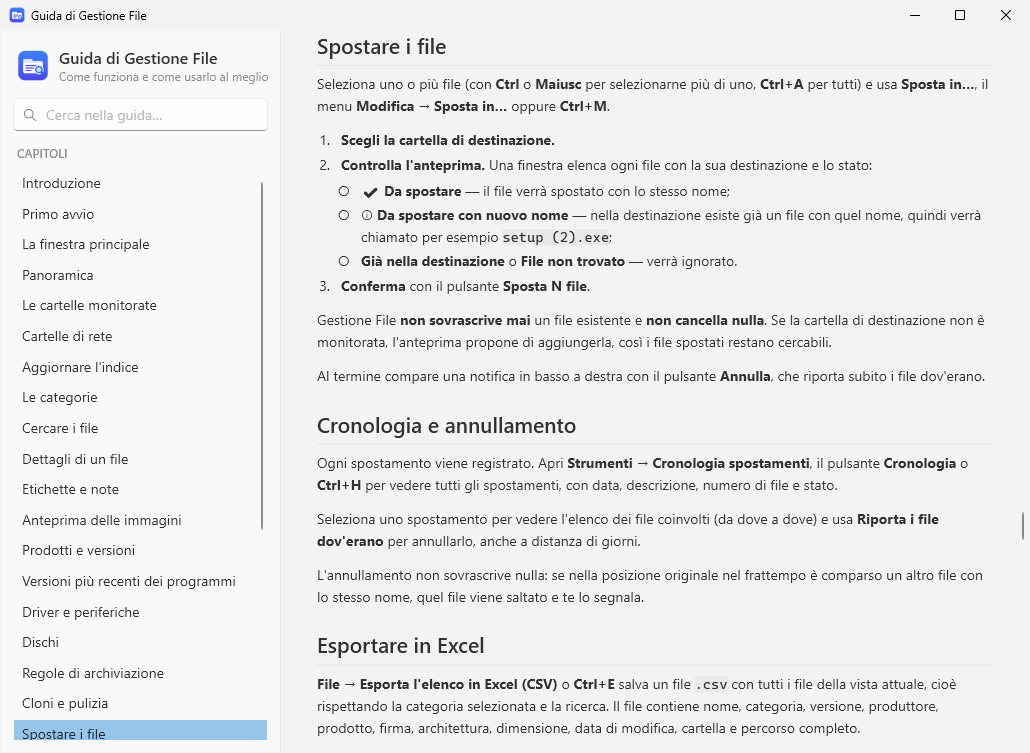 Guida di Gestione File
Guida di Gestione File
Come funziona e come usarlo al meglio
Cerca nella guida...
CAPITOLI
Introduzione
Primo avvio
La finestra principale
Panoramica
Le cartelle monitorate
Cartelle di rete
Aggiornare l'indice
Le categorie
Cercare i file
Dettagli di un file
Etichette e note
Anteprima delle immagini
Prodotti e versioni
Versioni più recenti dei programmi
Driver e periferiche
Dischi
Regole di archiviazione
Cloni e pulizia
Spostare i file
Spostare i file
Seleziona uno o più file (con Ctrl o Maiusc per selezionarne più di uno, Ctrl+A per tutti) e usa Sposta in..., il
menu Modifica → Sposta in... oppure Ctrl+M.
1. Scegli la cartella di destinazione.
2. Controlla l'anteprima. Una finestra elenca ogni file con la sua destinazione e lo stato:
○ ✔ Da spostare — il file verrà spostato con lo stesso nome;
○ ⓘ Da spostare con nuovo nome — nella destinazione esiste già un file con quel nome, quindi verrà
chiamato per esempio setup (2).exe;
○ Già nella destinazione o File non trovato — verrà ignorato.
3. Conferma con il pulsante Sposta N file.
Gestione File non sovrascrive mai un file esistente e non cancella nulla. Se la cartella di destinazione non è
monitorata, l'anteprima propone di aggiungerla, così i file spostati restano cercabili.
Al termine compare una notifica in basso a destra con il pulsante Annulla, che riporta subito i file dov'erano.
Cronologia e annullamento
Ogni spostamento viene registrato. Apri Strumenti → Cronologia spostamenti, il pulsante Cronologia o
Ctrl+H per vedere tutti gli spostamenti, con data, descrizione, numero di file e stato.
Seleziona uno spostamento per vedere l'elenco dei file coinvolti (da dove a dove) e usa Riporta i file
dov'erano per annullarlo, anche a distanza di giorni.
L'annullamento non sovrascrive nulla: se nella posizione originale nel frattempo è comparso un altro file con
lo stesso nome, quel file viene saltato e te lo segnala.
Esportare in Excel
File → Esporta l'elenco in Excel (CSV) o Ctrl+E salva un file .csv con tutti i file della vista attuale, cioè
rispettando la categoria selezionata e la ricerca. Il file contiene nome, categoria, versione, produttore,
prodotto, firma, architettura, dimensione, data di modifica, cartella e percorso completo.